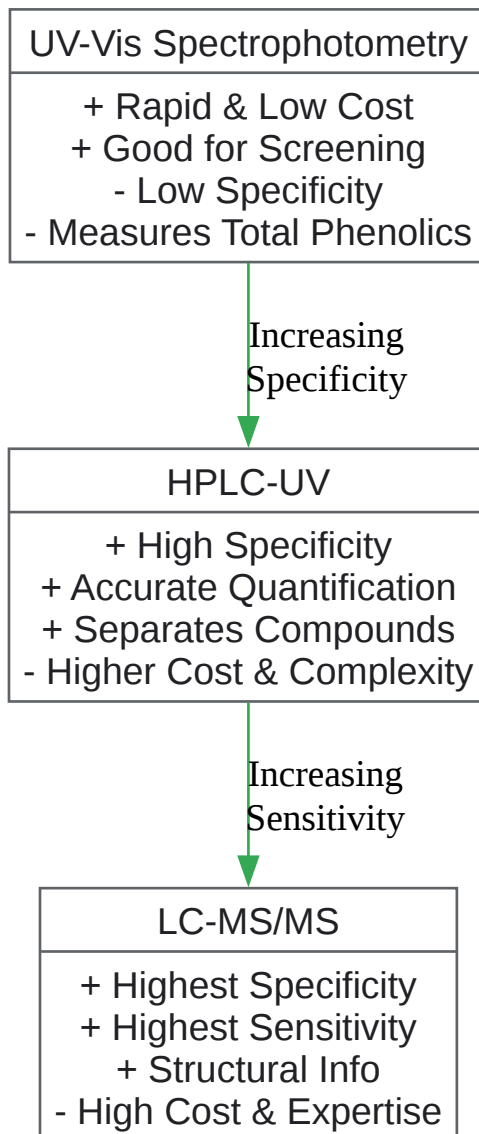 UV-Vis Spectrophotometry
+ Rapid & Low Cost
+ Good for Screening
- Low Specificity
- Measures Total Phenolics
Increasing
Specificity
HPLC-UV
+ High Specificity
+ Accurate Quantification
+ Separates Compounds
- Higher Cost & Complexity
Increasing
Sensitivity
LC-MS/MS
+ Highest Specificity
+ Highest Sensitivity
+ Structural Info
- High Cost & Expertise